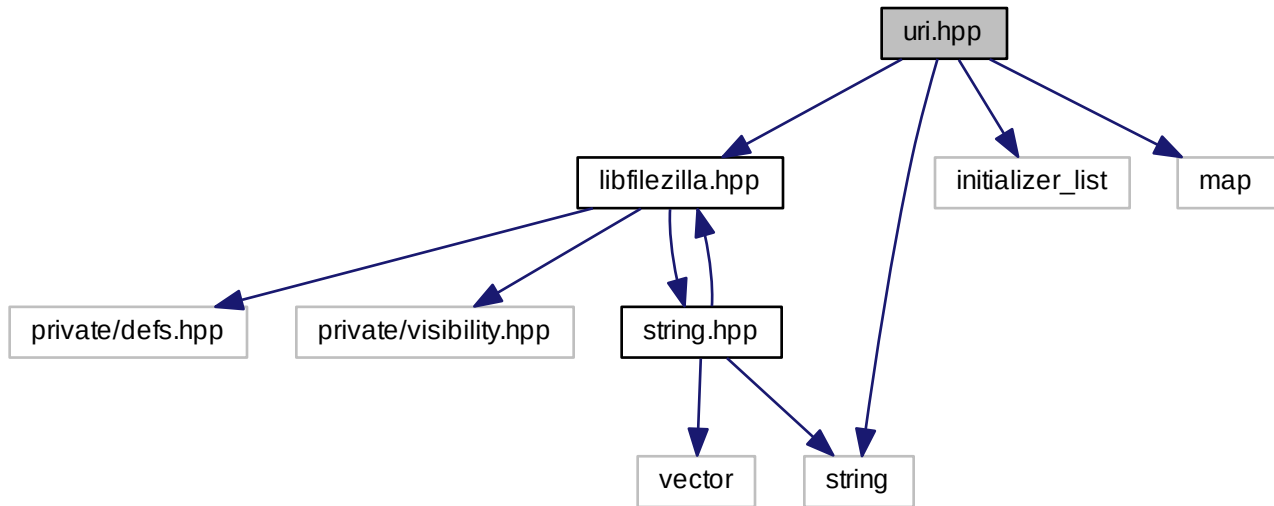 uri.hpp
libfilezilla.hpp
initializer_list
map
private/defs.hpp
private/visibility.hpp
string.hpp
vector
string